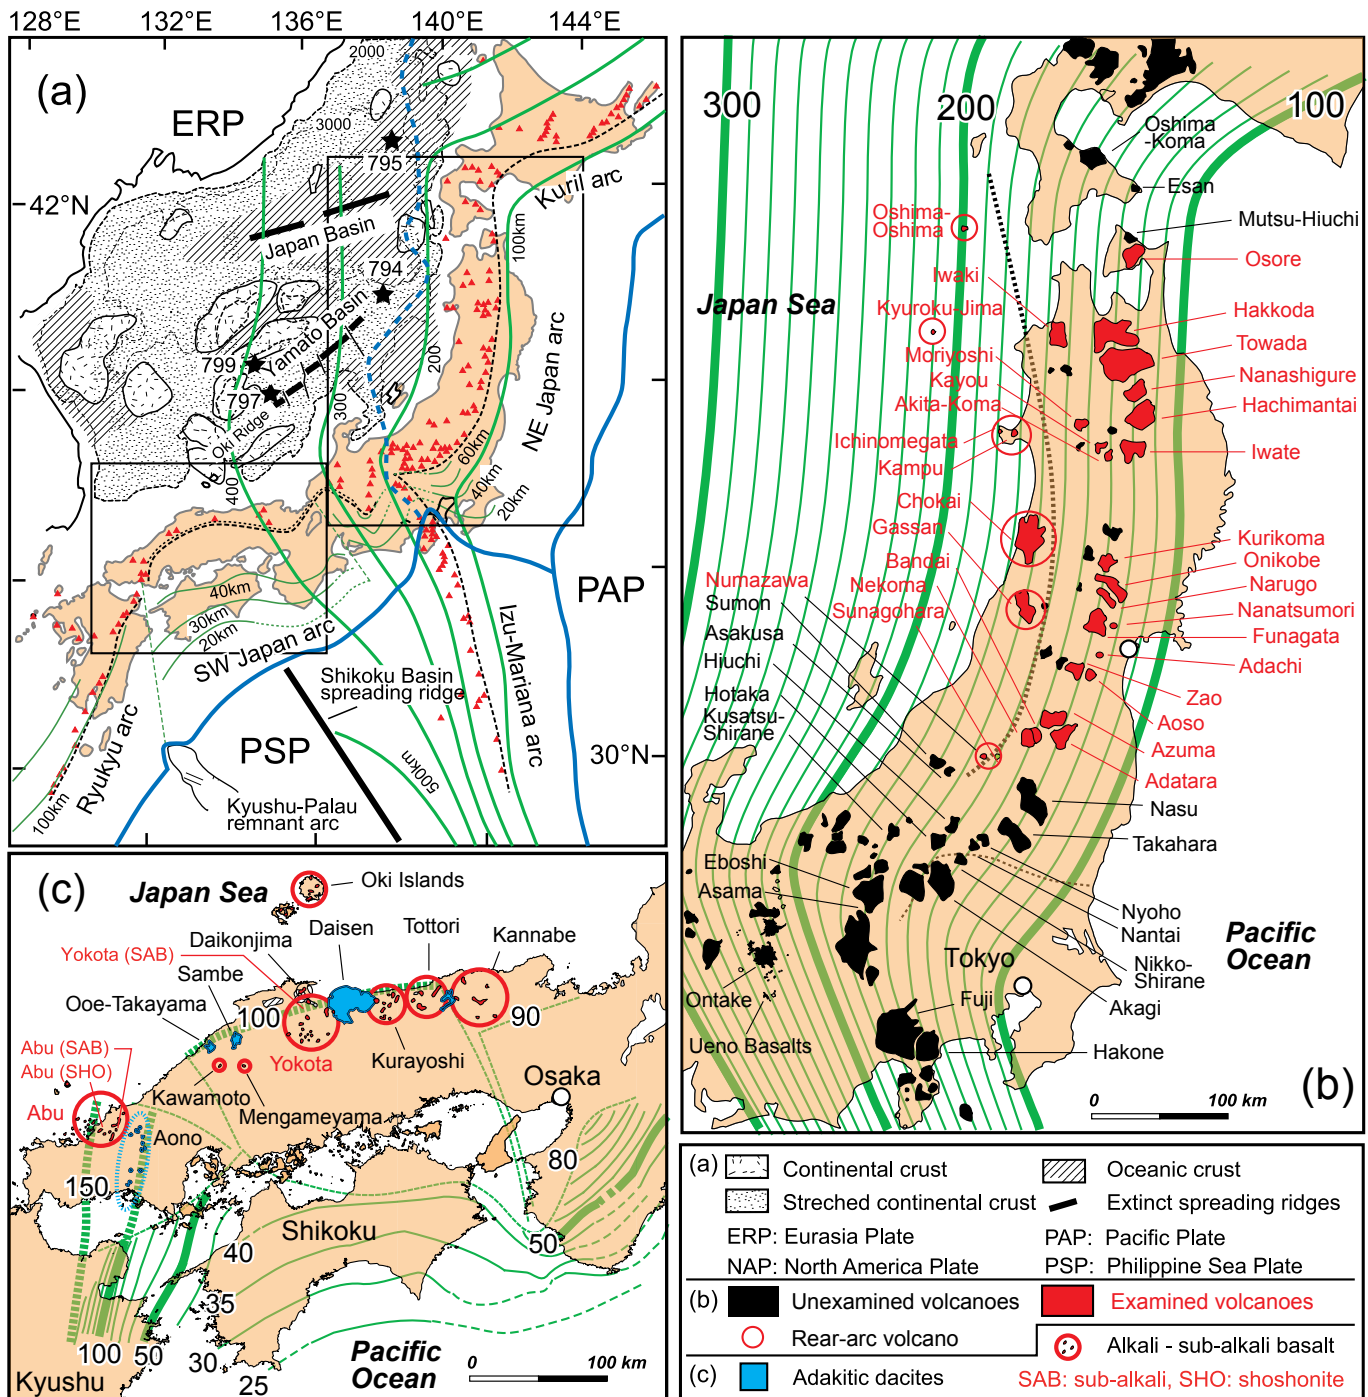 128°E
132°E
136°E
140°E
144°E
(a)
ERP
2000
3000
795
42°N
Japan Basin
Kuril arc
100km
794
Yamato Basin
799
797
Oki Ridge
200
300
400
NE Japan arc
60km
40km
20km
40km
30km
20km
SW Japan arc
PAP
Izu-Mariana arc
Shikoku Basin
spreading ridge
PSP
30°N
500km
Ryukyu arc
100km
Kyushu-Palau
remnant arc
300
200
100
Oshima
-Koma
Esan
Mutsu-Hiuchi
Osore
Oshima-
Oshima
Iwaki
Japan Sea
Kyuroku-Jima
Hakkoda
Towada
Moriyoshi
Kayou
Nanashigure
Akita-Koma
Hachimantai
Ichinomegata
Iwate
Kampu
Chokai
Gassan
Kurikoma
Bandai
Onikobe
Numazawa
Nekoma
Narugo
Sumon
Sunagohara
Nanatsumori
Asakusa
Funagata
Hiuchi
Adachi
Hotaka
Zao
Kusatsu-
Shirane
Aoso
Azuma
Adatara
Nasu
Takahara
Eboshi
Asama
Nyoho
Nantai
Pacific
Ocean
Nikko-
Shirane
Tokyo
Akagi
Ontake
Fuji
Ueno Basalts
Hakone
(b)
0 100 km
(c)
Japan Sea
Oki Islands
Daikonjima
Daisen
Tottori
Kannabe
Yokota (SAB)
Sambe
Ooe-Takayama
100
90
Abu (SAB)
Abu (SHO)
Yokota
Kurayoshi
Osaka
Abu
Kawamoto
Mengameyama
Aono
80
150
Shikoku
50
40
35
100
50
30
25
Kyushu
Pacific
Ocean
0 100 km
(a)
Continental crust
Oceanic crust
Streched continental crust
Extinct spreading ridges
ERP: Eurasia Plate
PAP: Pacific Plate
NAP: North America Plate
PSP: Philippine Sea Plate
(b)
Unexamined volcanoes
Examined volcanoes
Rear-arc volcano
Alkali - sub-alkali basalt
(c)
Adakitic dacites
SAB: sub-alkali, SHO: shoshonite